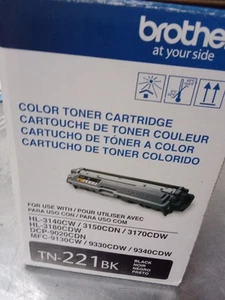 brother
at your side
COLOR TONER CARTRIDGE
CARTOUCHE DE TONER COULEUR
CARTUCHO DE TÓNER A COLOR
CARTUCHO DE TONER COLORIDO
FOR USE WITH / POUR UTILISER AVEC
PARA USO CON / PARA USO COM
HL-3140CW / 3150CDN / 3170CDW
HL-3180CDW
DCP-9020CDN
MFC-9130CW / 9330CDW / 9340CDW
TN-221BK
BLACK
NOIR
NEGRO
PRETO